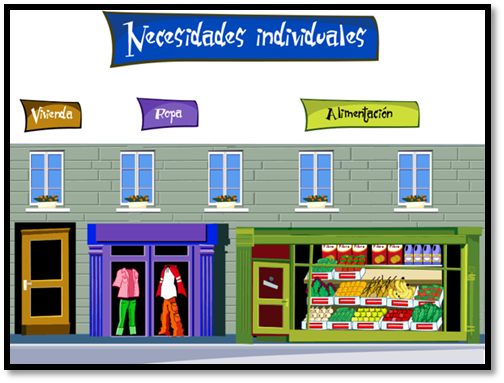 Necesidades individuales
Vivienda
Ropa
Alimentación